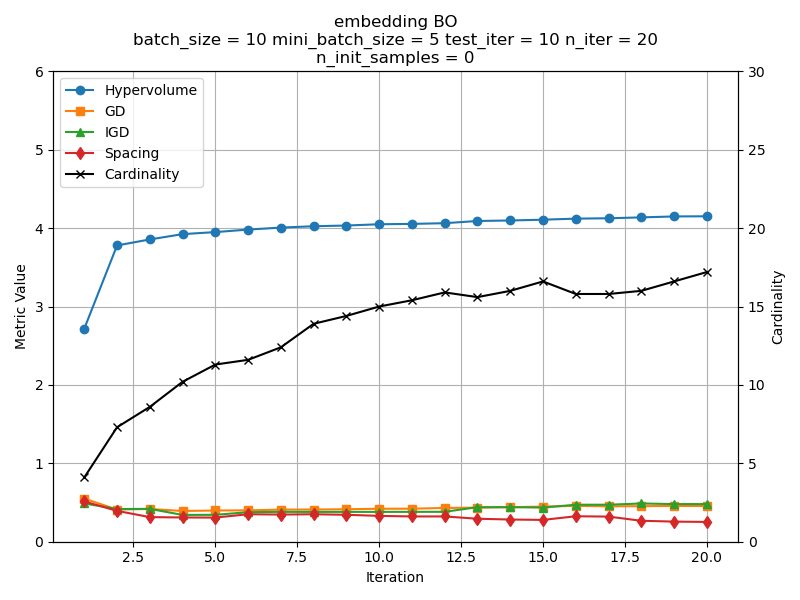 embedding BO
batch_size = 10 mini_batch_size = 5 test_iter = 10 n_iter = 20
n_init_samples = 0
Hypervolume
GD
IGD
Spacing
Cardinality
Metric Value
6
5
4
3
2
1
0
30
25
20
15
10
5
0
Cardinality
2.5 5.0 7.5 10.0 12.5 15.0 17.5 20.0
Iteration